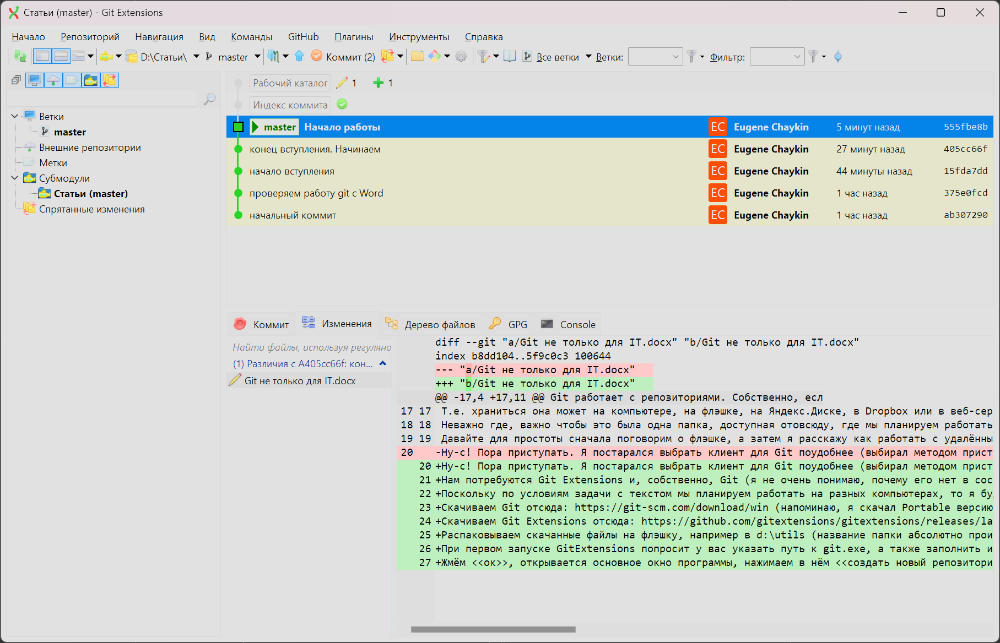 Статьи (master) - Git Extensions
Начало Репозиторий Навигация Вид Команды GitHub Плагины Инструменты Справка
D:\Статьи\ master Коммит (2) Все ветки Ветки: Фильтр:
Ветки
master
Внешние репозитории
Метки
Субмодули
Статьи (master)
Спрятанные изменения
Рабочий каталог 1 1
Индекс коммита
master Начало работы EC Eugene Chaykin 5 минут назад 555fbe8b
конец вступления. Начинаем EC Eugene Chaykin 27 минут назад 405cc66f
начало вступления EC Eugene Chaykin 44 минуты назад 15fda7dd
проверяем работу git с Word EC Eugene Chaykin 1 час назад 375e0fcd
начальный коммит EC Eugene Chaykin 1 час назад ab307290
Коммит Изменения Дерево файлов GPG Console
Найти файлы, используя регуляно
(1) Различия с A405cc66f: кон...
Git не только для IT.docx
diff --git "a/Git не только для IT.docx" "b/Git не только для IT.docx"
index b8dd104..5f9c0c3 100644
--- "a/Git не только для IT.docx"
+++ "b/Git не только для IT.docx"
@@ -17,4 +17,11 @@ Git работает с репозиториями. Собственно, есл
17 17 Т.е. храниться она может на компьютере, на флэшке, на Яндекс.Диске, в Dropbox или в веб-сер
18 18 Неважно где, важно чтобы это была одна папка, доступная отовсюду, где мы планируем работать
19 19 Давайте для простоты сначала поговорим о флэшке, а затем я расскажу как работать с удалённы
20 -Ну-с! Пора приступать. Я постарался выбрать клиент для Git поудобнее (выбирал методом прист
20 +Ну-с! Пора приступать. Я постарался выбрать клиент для Git поудобнее (выбирал методом прист
21 +Нам потребуются Git Extensions и, собственно, Git (я не очень понимаю, почему его нет в сос
22 +Поскольку по условиям задачи с текстом мы планируем работать на разных компьютерах, то я бу
23 +Скачиваем Git отсюда: https://git-scm.com/download/win (напоминаю, я скачал Portable версию
24 +Скачиваем Git Extensions отсюда: https://github.com/gitextensions/gitextensions/releases/la
25 +Распаковываем скачанные файлы на флэшку, например в d:\utils (название папки абсолютно прои
26 +При первом запуске GitExtensions попросит у вас указать путь к git.exe, а также заполнить и
27 +Жмём <<ок>>, открывается основное окно программы, нажимаем в нём <<создать новый репозитори